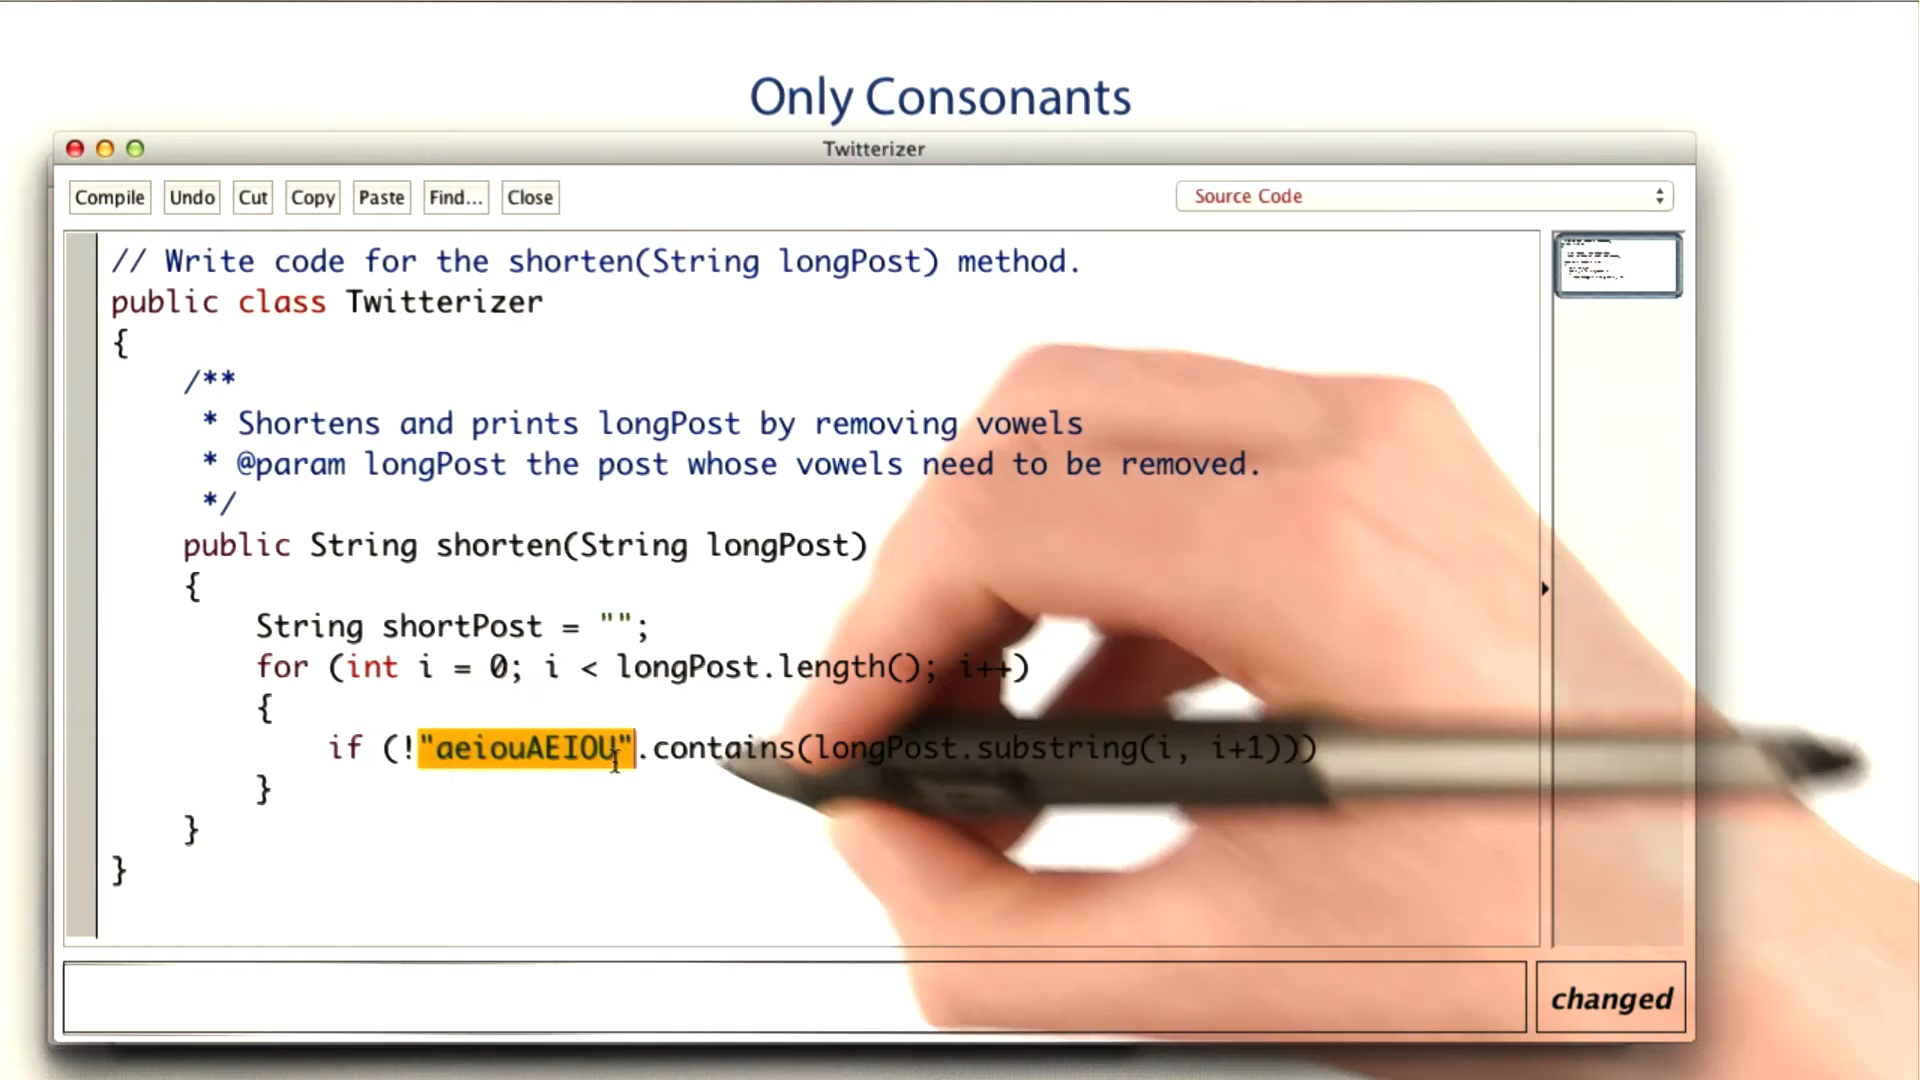 Only Consonants
Twitterizer
Compile Undo Cut Copy Paste Find... Close Source Code
// Write code for the shorten(String longPost) method.
public class Twitterizer
{
/**
* Shortens and prints longPost by removing vowels
* @param longPost the post whose vowels need to be removed.
*/
public String shorten(String longPost)
{
String shortPost = "";
for (int i = 0; i < longPost.length(); i++)
{
if (!"aeiouAEIOU".contains(longPost.substring(i, i+1)))
}
}
}
changed